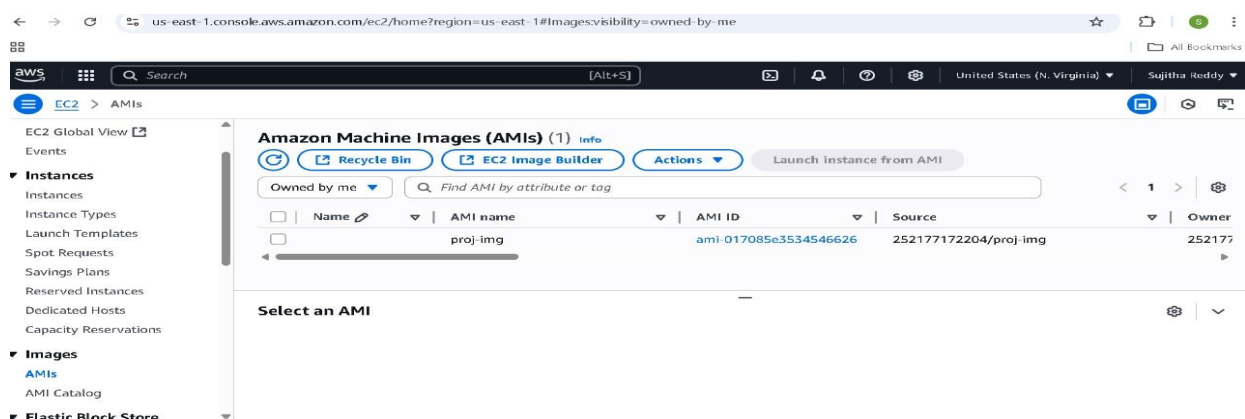 us-east-1.console.aws.amazon.com/ec2/home?region=us-east-1#Images:visibility=owned-by-me
S
All Bookmarks
aws Search [Alt+S] United States (N. Virginia) Sujitha Reddy
EC2 > AMIs
EC2 Global View
Events
Instances
Instances
Instance Types
Launch Templates
Spot Requests
Savings Plans
Reserved Instances
Dedicated Hosts
Capacity Reservations
Images
AMIs
AMI Catalog
Elastic Block Store
Amazon Machine Images (AMIs) (1) Info
Recycle Bin EC2 Image Builder Actions Launch instance from AMI
Owned by me Find AMI by attribute or tag < 1 >
Name AMI name AMI ID Source Owner
proj-img ami-017085e3534546626 252177172204/proj-img 252177
Select an AMI